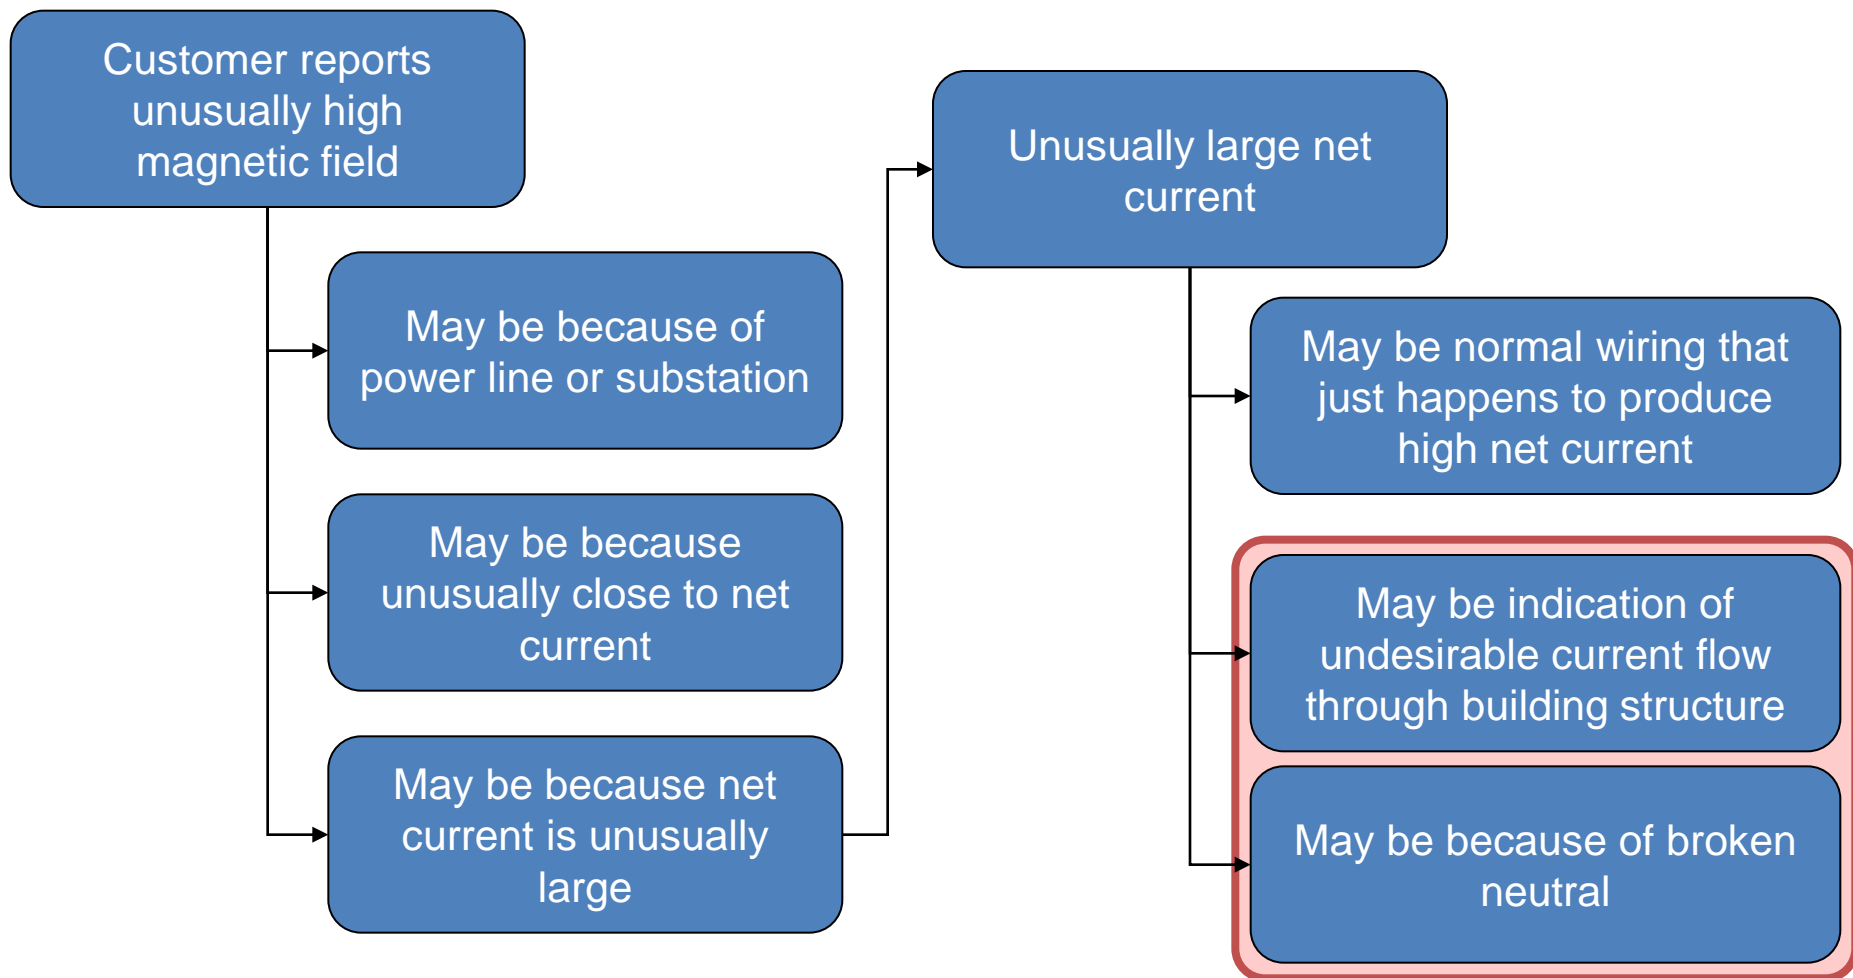 Customer reports
unusually high
magnetic field
May be because of
power line or substation
May be because
unusually close to net
current
May be because net
current is unusually
large
Unusually large net
current
May be normal wiring that
just happens to produce
high net current
May be indication of
undesirable current flow
through building structure
May be because of broken
neutral